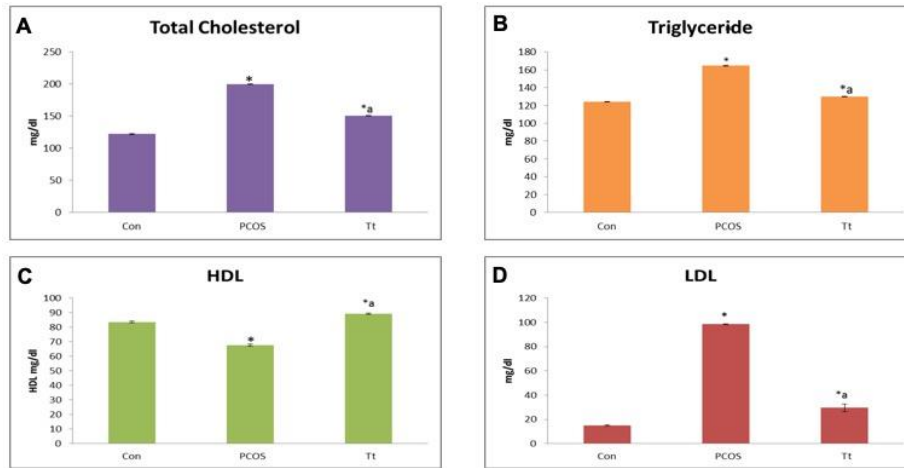 A
Total Cholesterol
mg/dl
250
200
150
100
50
0
*
*a
Con PCOS Tt
B
Triglyceride
mg/dl
180
160
140
120
100
80
60
40
20
0
*
*a
Con PCOS Tt
C
HDL
HDL mg/dl
100
90
80
70
60
50
40
30
20
10
0
*
*a
Con PCOS Tt
D
LDL
mg/dl
120
100
80
60
40
20
0
*
*a
Con PCOS Tt